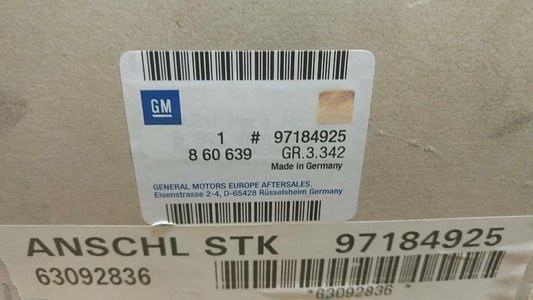 GM
1 # 97184925
8 60 639 GR.3.342
Made in Germany
GENERAL MOTORS EUROPE AFTERSALES.
Eisenstrasse 2-4, D-65428 Rüsselsheim Germany
ANSCHL STK 97184925
63092836
*63092836*